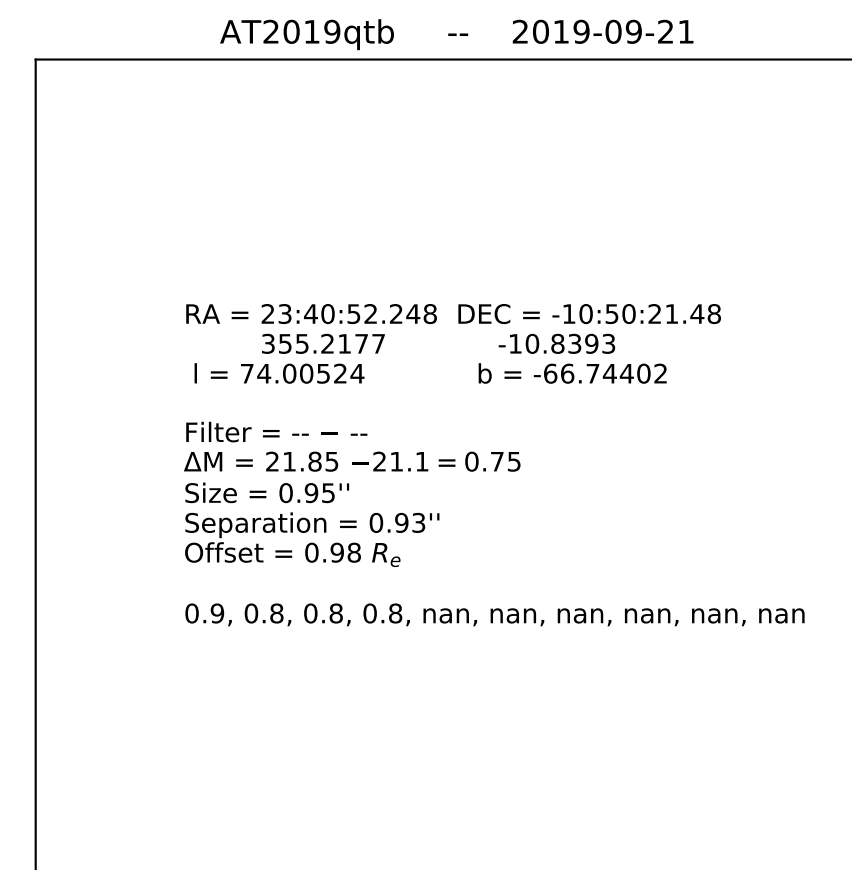 AT2019qtb -- 2019-09-21
RA = 23:40:52.248 DEC = -10:50:21.48
355.2177 -10.8393
l = 74.00524 b = -66.74402
Filter = -- − --
ΔM = 21.85 −21.1 = 0.75
Size = 0.95''
Separation = 0.93''
Offset = 0.98 Rₑ
0.9, 0.8, 0.8, 0.8, nan, nan, nan, nan, nan, nan